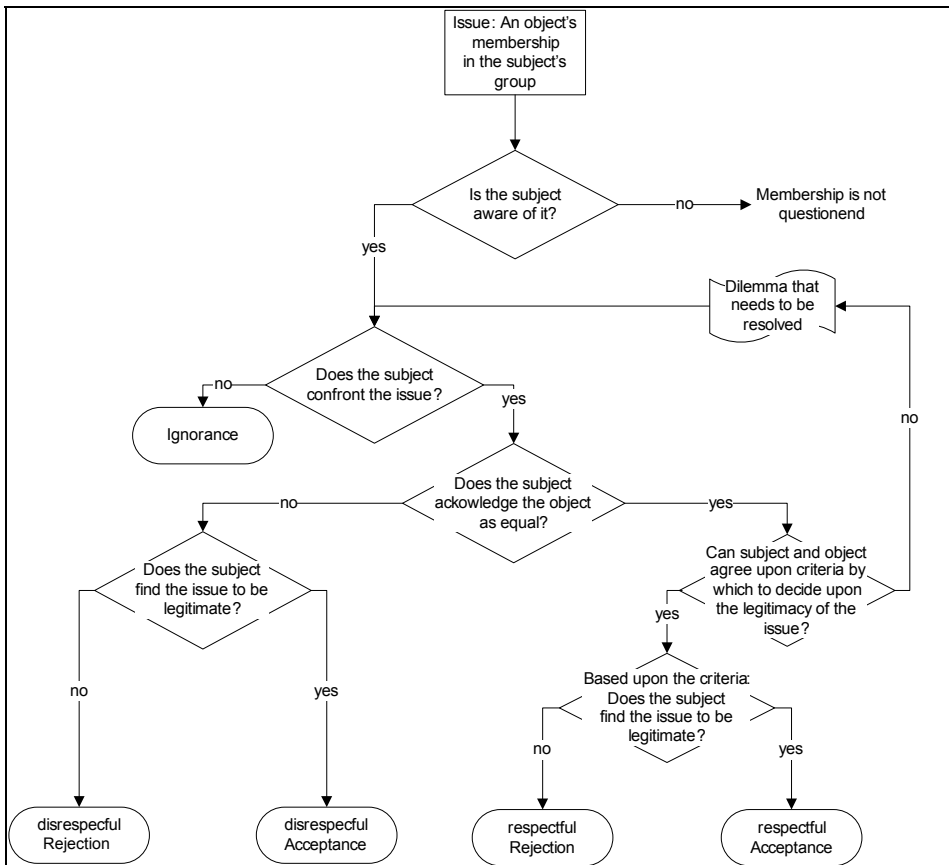 Issue: An object's
membership
in the subject's
group
Is the subject
aware of it?
no
Membership is not
questionend
yes
Dilemma that
needs to be
resolved
Does the subject
confront the issue?
no
yes
no
Ignorance
Does the subject
ackowledge the object
as equal?
no
yes
Does the subject
find the issue to be
legitimate?
Can subject and object
agree upon criteria by
which to decide upon
the legitimacy of the
issue?
yes
no
yes
Based upon the criteria:
Does the subject
find the issue to be
legitimate?
no
yes
disrespecful
Rejection
disrespecful
Acceptance
respectful
Rejection
respectful
Acceptance